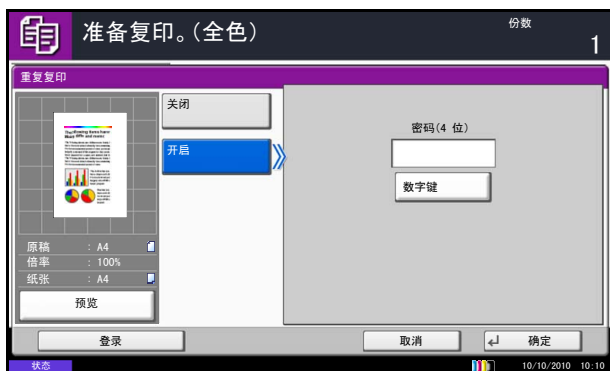 准备复印。(全色)
份数
1
重复复印
关闭
开启
密码(4 位)
数字键
原稿 : A4
倍率 : 100%
纸张 : A4
预览
登录
取消
确定
状态
10/10/2010 10:10